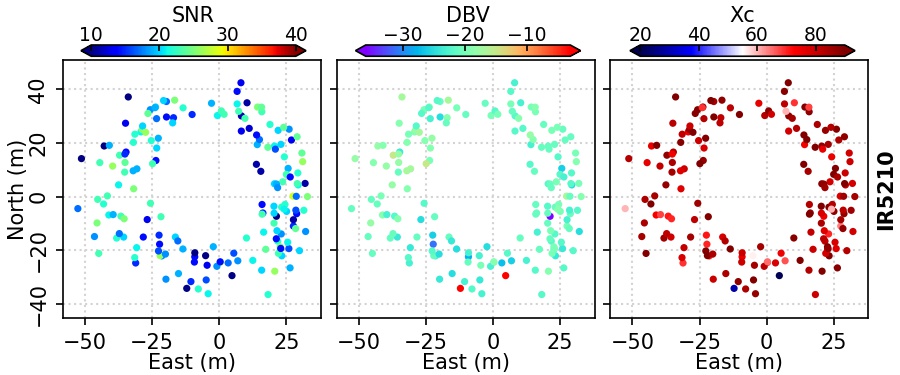 SNR DBV Xc
10 20 30 40 −30 −20 −10 20 40 60 80
40
20
0
−20
−40
North (m)
IR5210
−50 −25 0 25 −50 −25 0 25 −50 −25 0 25
East (m) East (m) East (m)